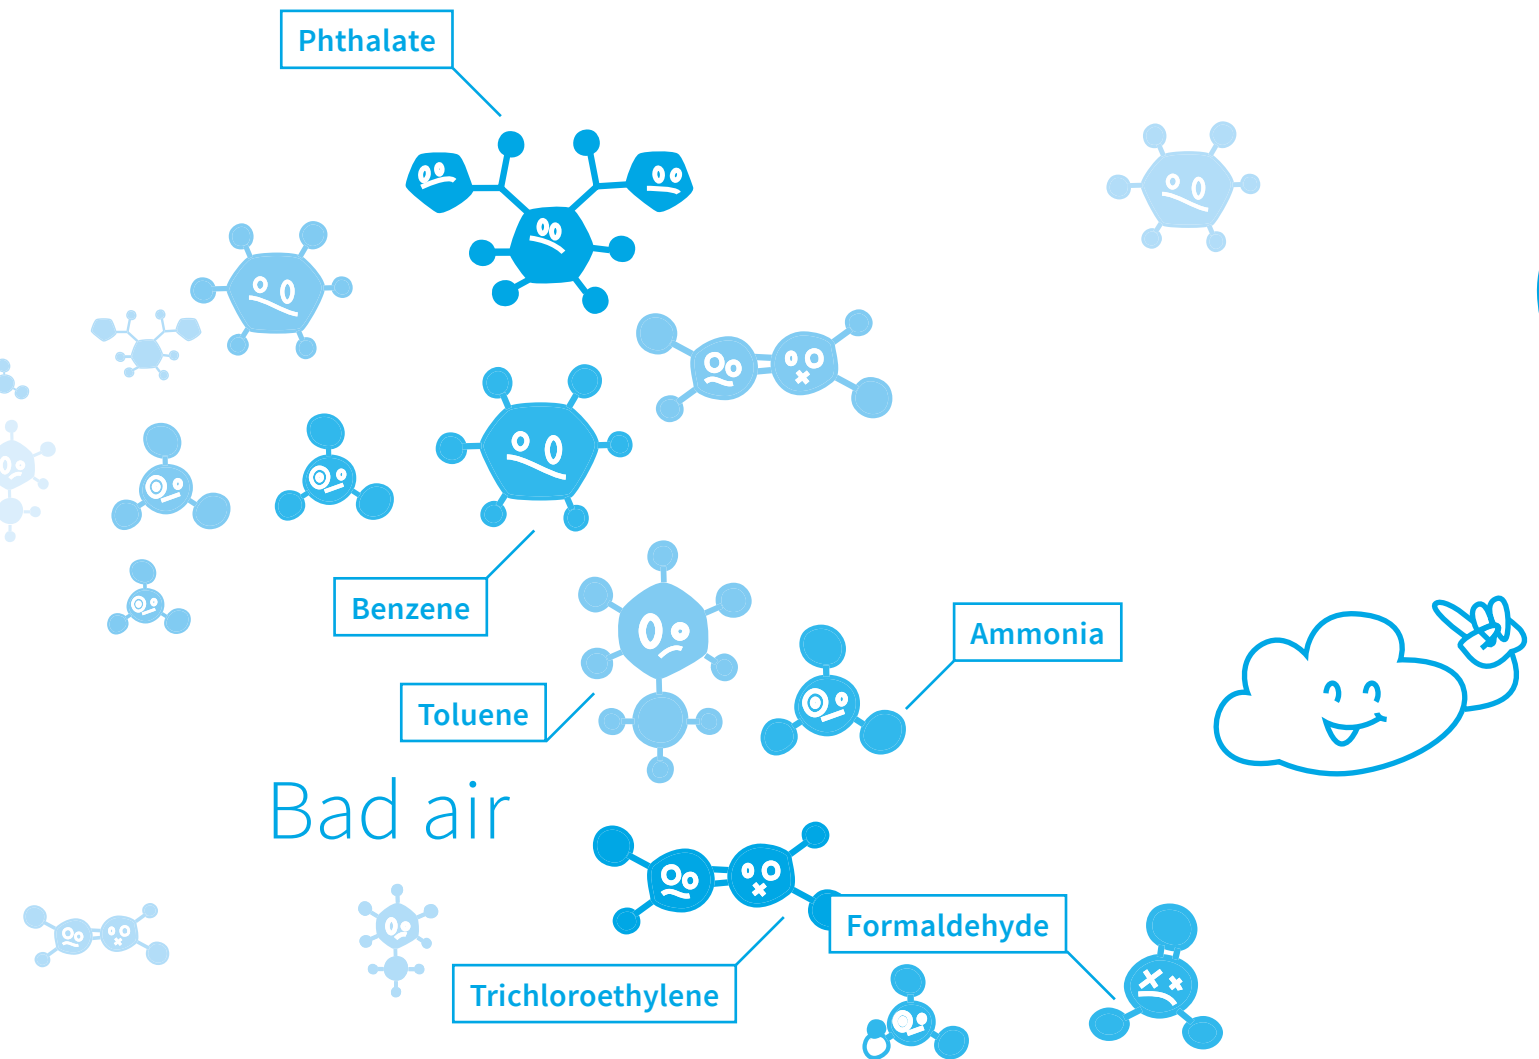 Phthalate
Benzene
Ammonia
Toluene
Bad air
Formaldehyde
Trichloroethylene